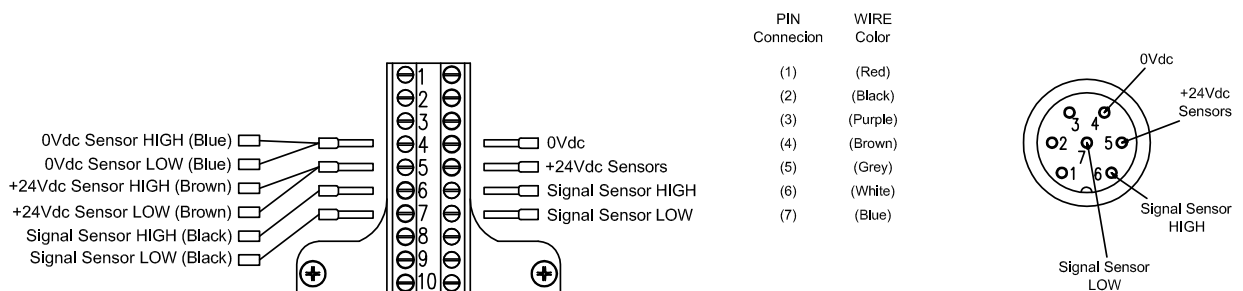 0Vdc Sensor HIGH (Blue)
0Vdc Sensor LOW (Blue)
+24Vdc Sensor HIGH (Brown)
+24Vdc Sensor LOW (Brown)
Signal Sensor HIGH (Black)
Signal Sensor LOW (Black)
1
2
3
4
5
6
7
8
9
10
0Vdc
+24Vdc Sensors
Signal Sensor HIGH
Signal Sensor LOW
PIN WIRE
Connecion Color
(1) (Red)
(2) (Black)
(3) (Purple)
(4) (Brown)
(5) (Grey)
(6) (White)
(7) (Blue)
0Vdc
+24Vdc
Sensors
3 4
2 7 5
1 6
Signal Sensor
HIGH
Signal Sensor
LOW